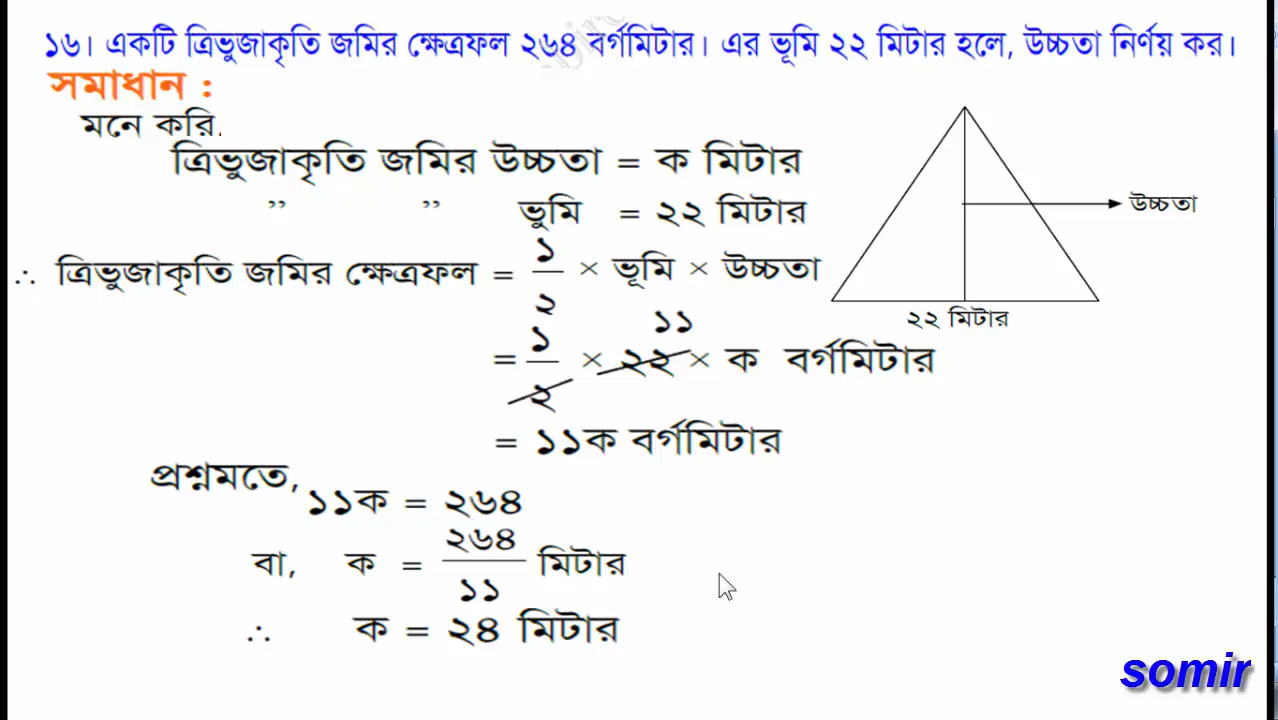 ১৬। একটি ত্রিভুজাকৃতি জমির ক্ষেত্রফল ২৬৪ বর্গমিটার। এর ভূমি ২২ মিটার হলে, উচ্চতা নির্ণয় কর।
সমাধান :
মনে করি,
ত্রিভুজাকৃতি জমির উচ্চতা = ক মিটার
” ” ভুমি = ২২ মিটার
∴ ত্রিভুজাকৃতি জমির ক্ষেত্রফল = ১/২ × ভূমি × উচ্চতা
উচ্চতা
২২ মিটার
১১
= ১/২ × ২২ × ক বর্গমিটার
= ১১ক বর্গমিটার
প্রশ্নমতে,
১১ক = ২৬৪
বা, ক = ২৬৪/১১ মিটার
∴ ক = ২৪ মিটার
somir